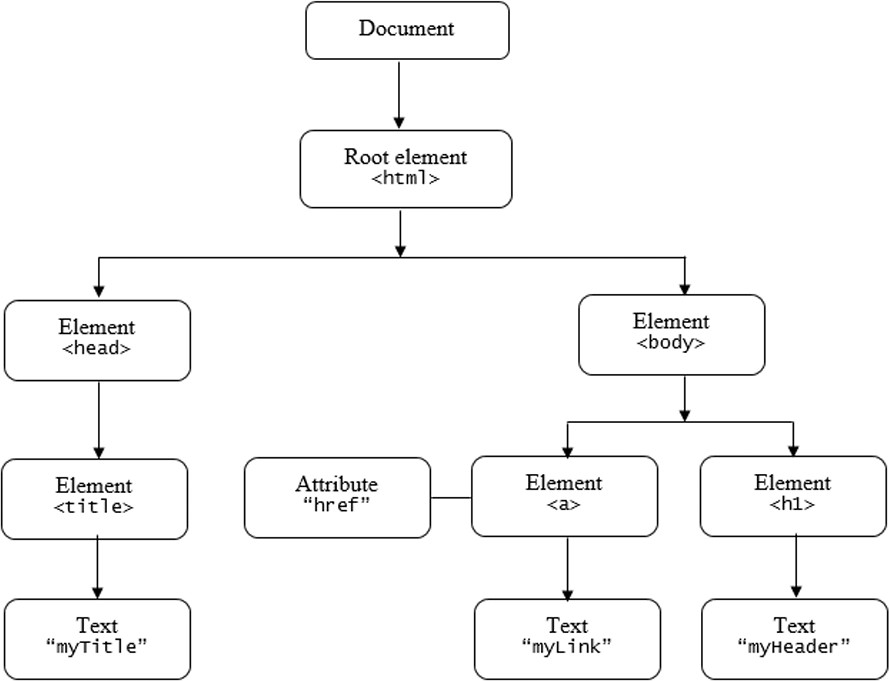 Document
Root element
<html>
Element
<head>
Element
<body>
Element
<title>
Attribute
“href”
Element
<a>
Element
<h1>
Text
“myTitle”
Text
“myLink”
Text
“myHeader”